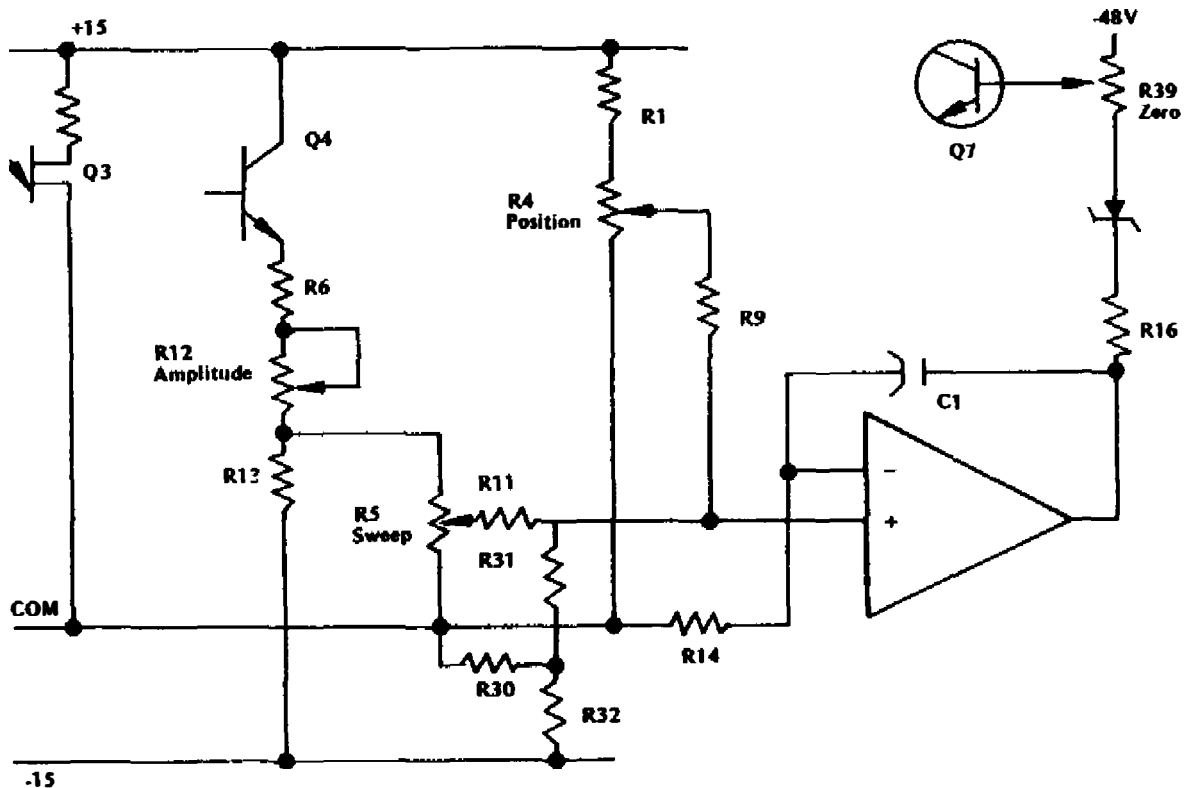 +15
-48V
R1
R39
Zero
Q4
Q7
Q3
R4
Position
R6
R9
R16
R12
Amplitude
C1
R13
R11
R5
Sweep
−
+
R31
COM
R14
R30
R32
-15